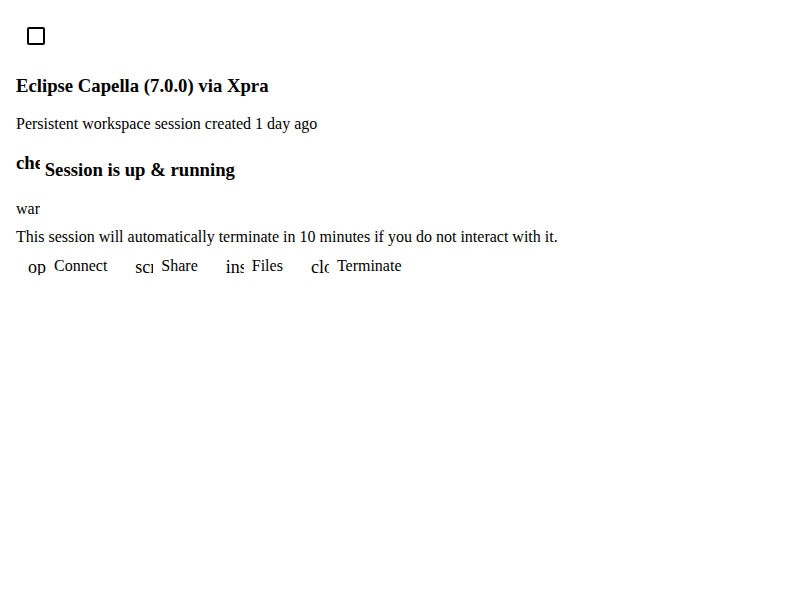 Eclipse Capella (7.0.0) via Xpra
Persistent workspace session created 1 day ago
che Session is up & running
war
This session will automatically terminate in 10 minutes if you do not interact with it.
op Connect scr Share ins Files clo Terminate